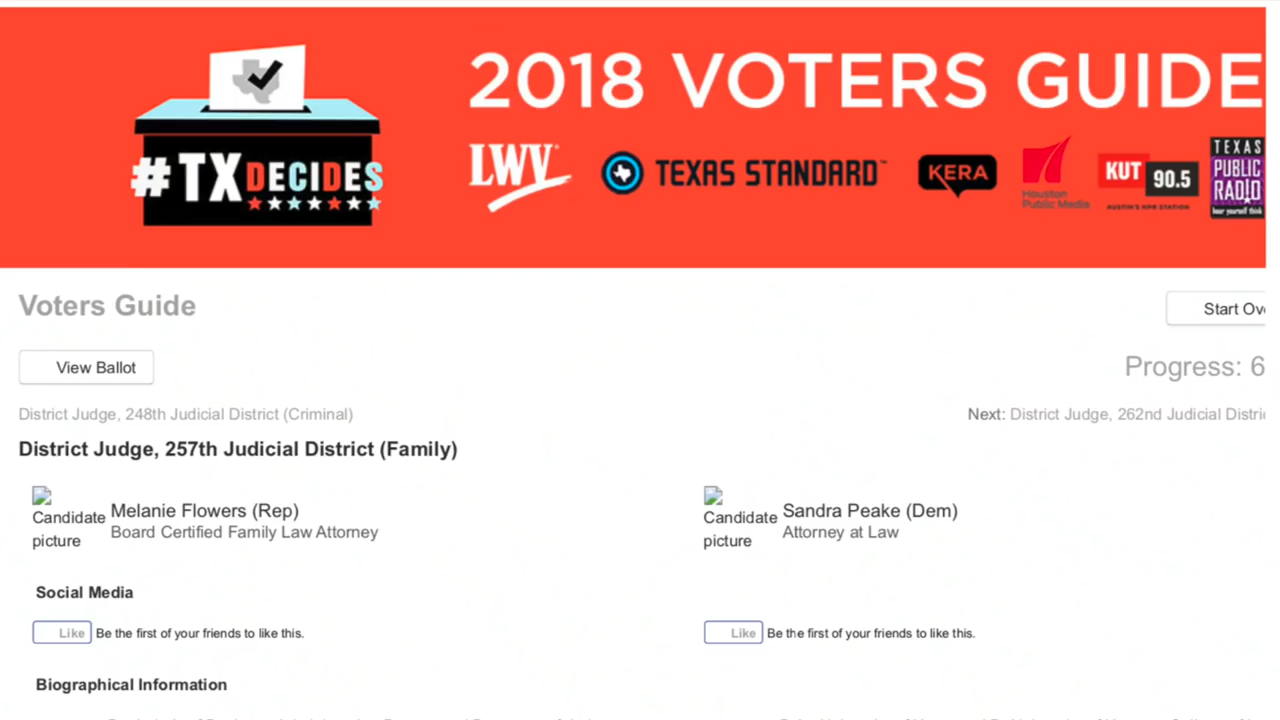 2018 VOTERS GUIDE
#TXDECIDES
LWV
TEXAS STANDARD™
KERA
Houston
Public Media
KUT 90.5
AUSTIN'S NPR STATION
TEXAS
PUBLIC
RADIO
hear yourself think
Voters Guide
Start Ov
View Ballot
Progress: 6
District Judge, 248th Judicial District (Criminal)
Next: District Judge, 262nd Judicial Distri
District Judge, 257th Judicial District (Family)
Candidate picture
Melanie Flowers (Rep)
Board Certified Family Law Attorney
Candidate picture
Sandra Peake (Dem)
Attorney at Law
Social Media
Like Be the first of your friends to like this.
Like Be the first of your friends to like this.
Biographical Information